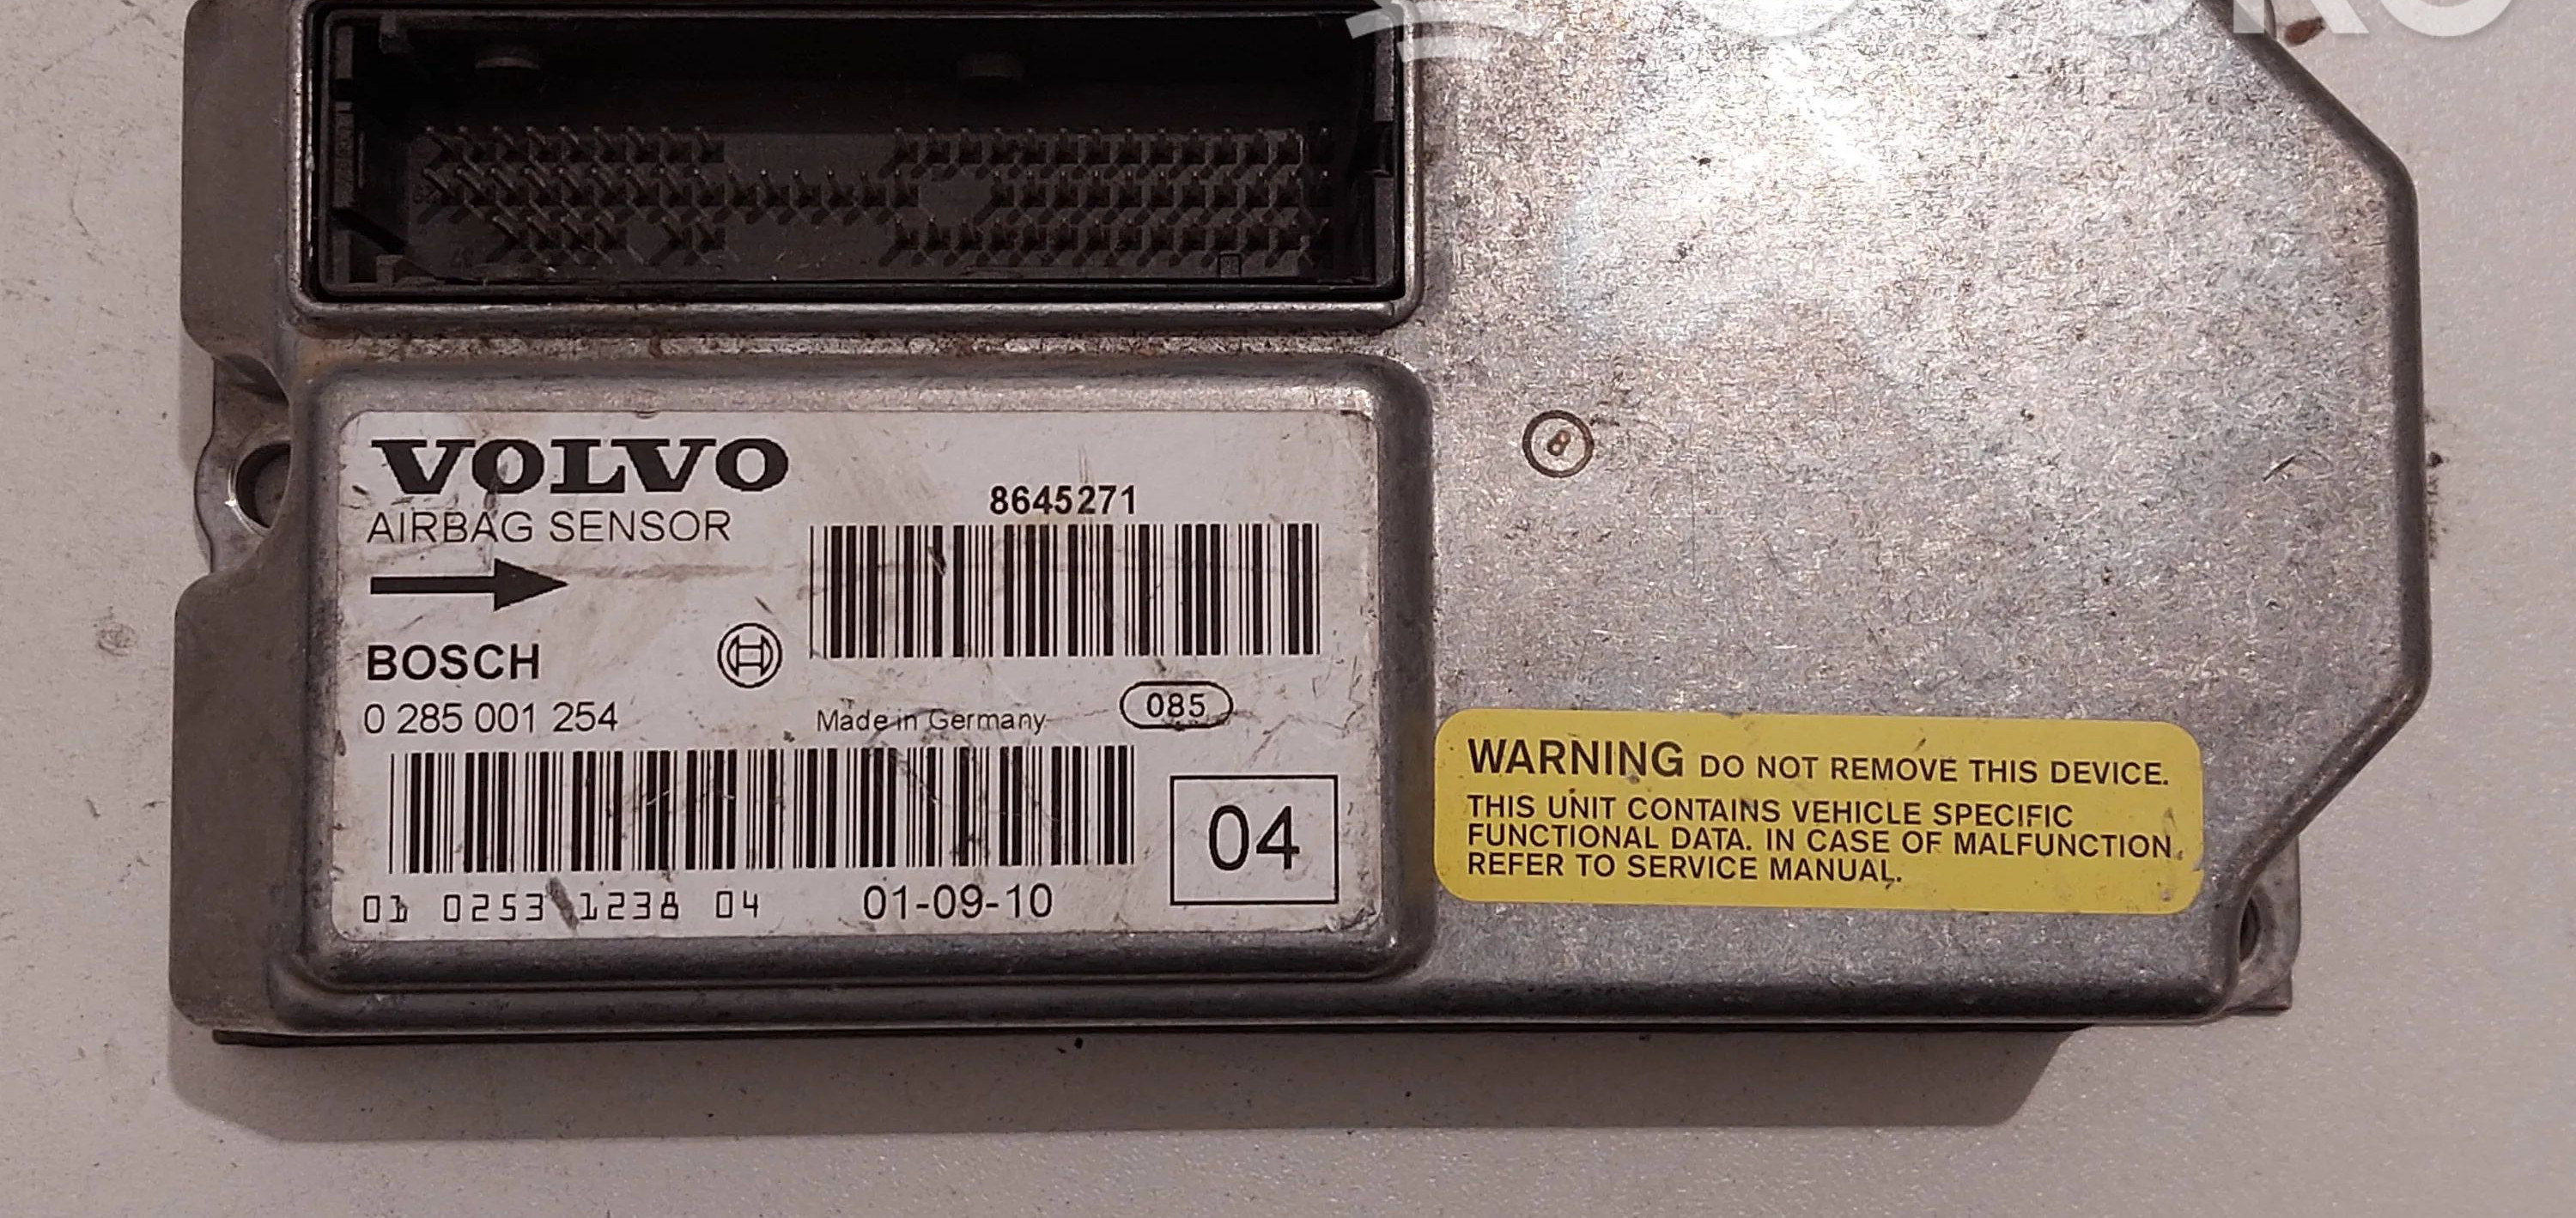 VOLVO
AIRBAG SENSOR
8645271
BOSCH
0 285 001 254
Made in Germany
085
04
01 0253 1238 04
01-09-10
WARNING DO NOT REMOVE THIS DEVICE.
THIS UNIT CONTAINS VEHICLE SPECIFIC
FUNCTIONAL DATA. IN CASE OF MALFUNCTION,
REFER TO SERVICE MANUAL.